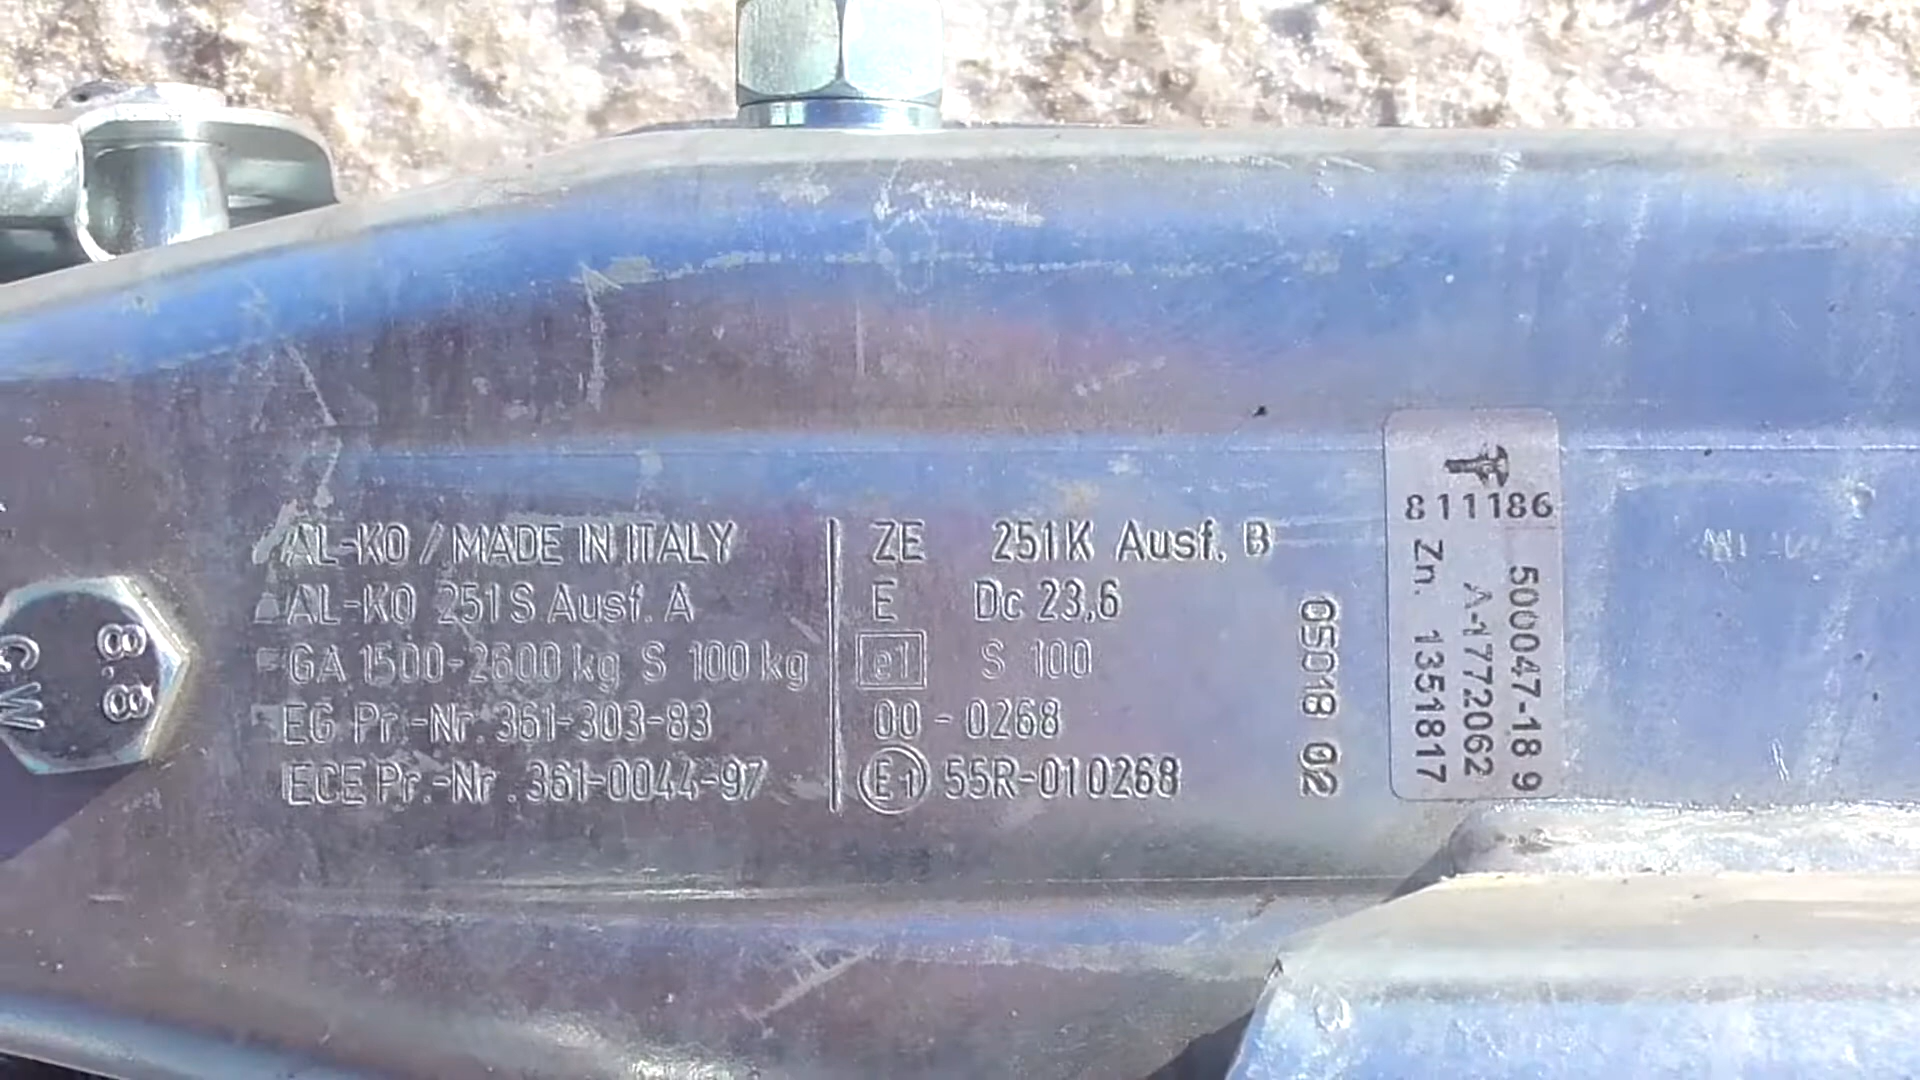 AL-KO / MADE IN ITALY
AL-KO 251 S Ausf. A
GA 1500-2600 kg S 100 kg
EG Pr.-Nr. 361-303-83
ECE Pr.-Nr. 361-0044-97
ZE 251K Ausf. B
E Dc 23,6
e1 S 100
00 - 0268
E1 55R-010268
05018 02
811186
500047-18 9
A-1772062
Zn. 1351817
8.8